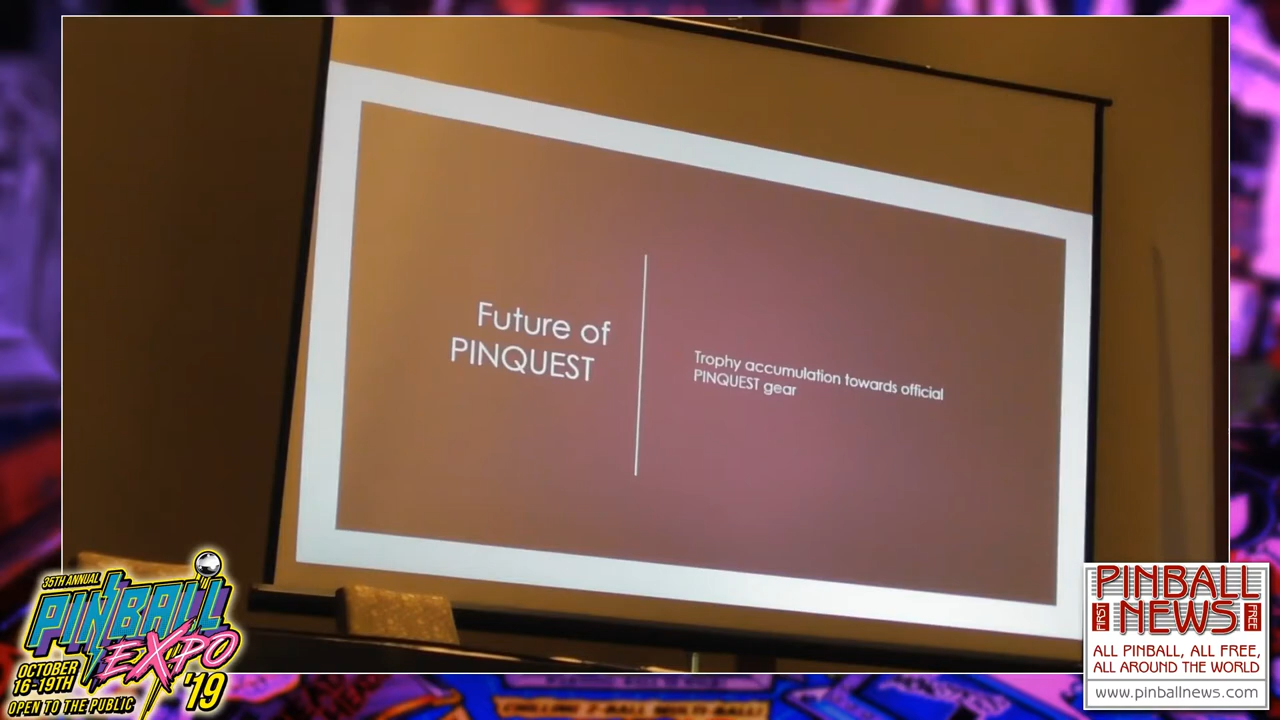 Future of
PINQUEST
Trophy accumulation towards official
PINQUEST gear
35TH ANNUAL
PINBALL
EXPO
OCTOBER
16-19TH
'19
OPEN TO THE PUBLIC
PINBALL
FIRST NEWS FREE
ALL PINBALL, ALL FREE,
ALL AROUND THE WORLD
www.pinballnews.com